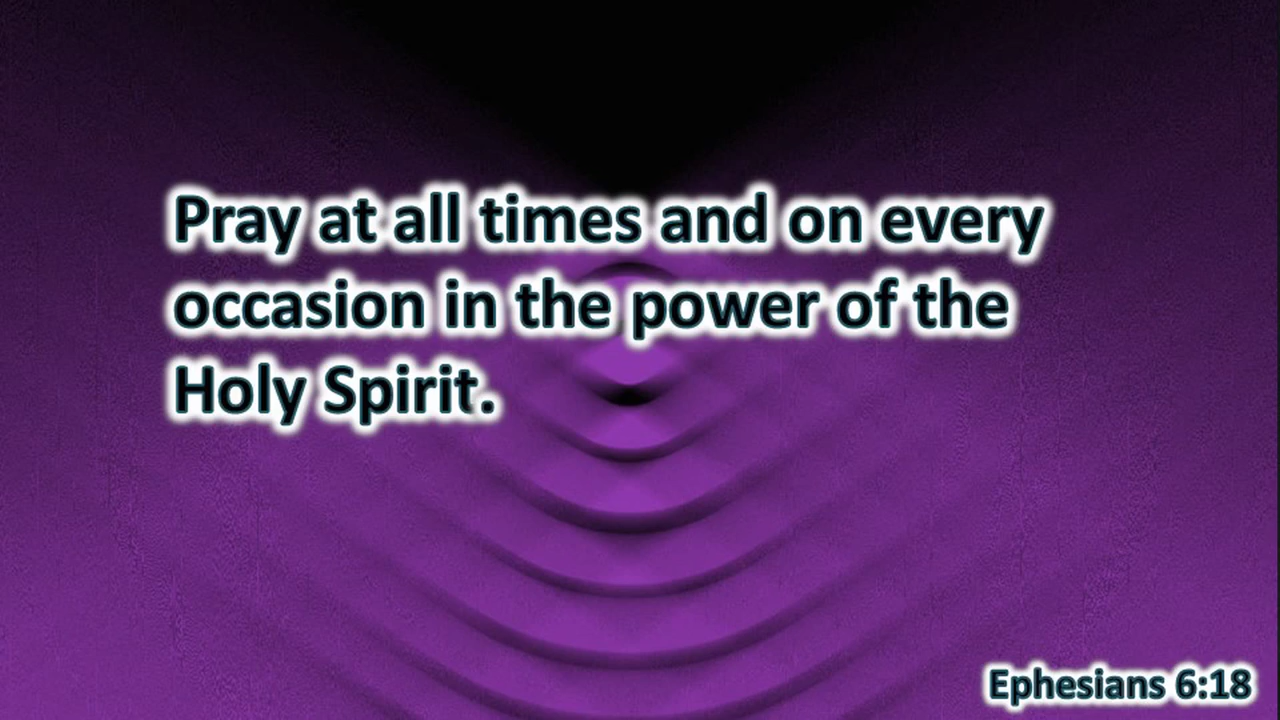 Pray at all times and on every
occasion in the power of the
Holy Spirit.
Ephesians 6:18